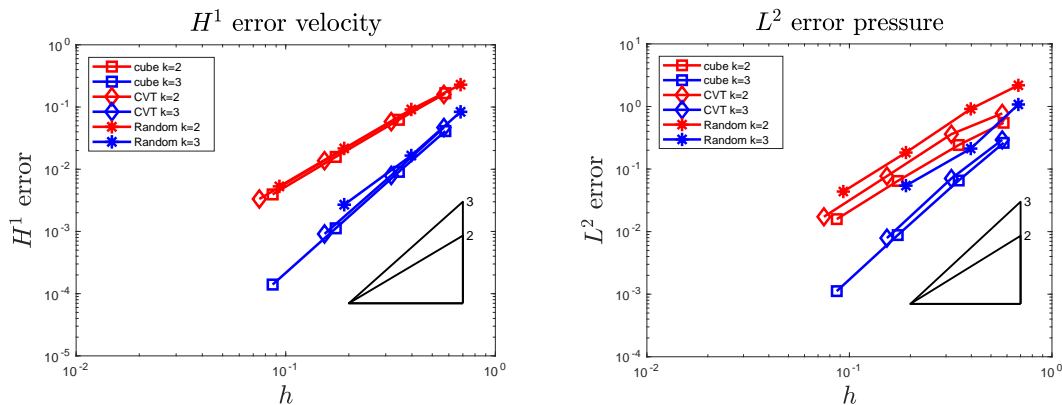 H¹ error velocity
10⁰
10⁻¹
10⁻²
10⁻³
10⁻⁴
10⁻⁵
H¹ error
cube k=2
cube k=3
CVT k=2
CVT k=3
Random k=2
Random k=3
3
2
10⁻²
10⁻¹
10⁰
h
L² error pressure
10¹
10⁰
10⁻¹
10⁻²
10⁻³
10⁻⁴
L² error
cube k=2
cube k=3
CVT k=2
CVT k=3
Random k=2
Random k=3
3
2
10⁻²
10⁻¹
10⁰
h